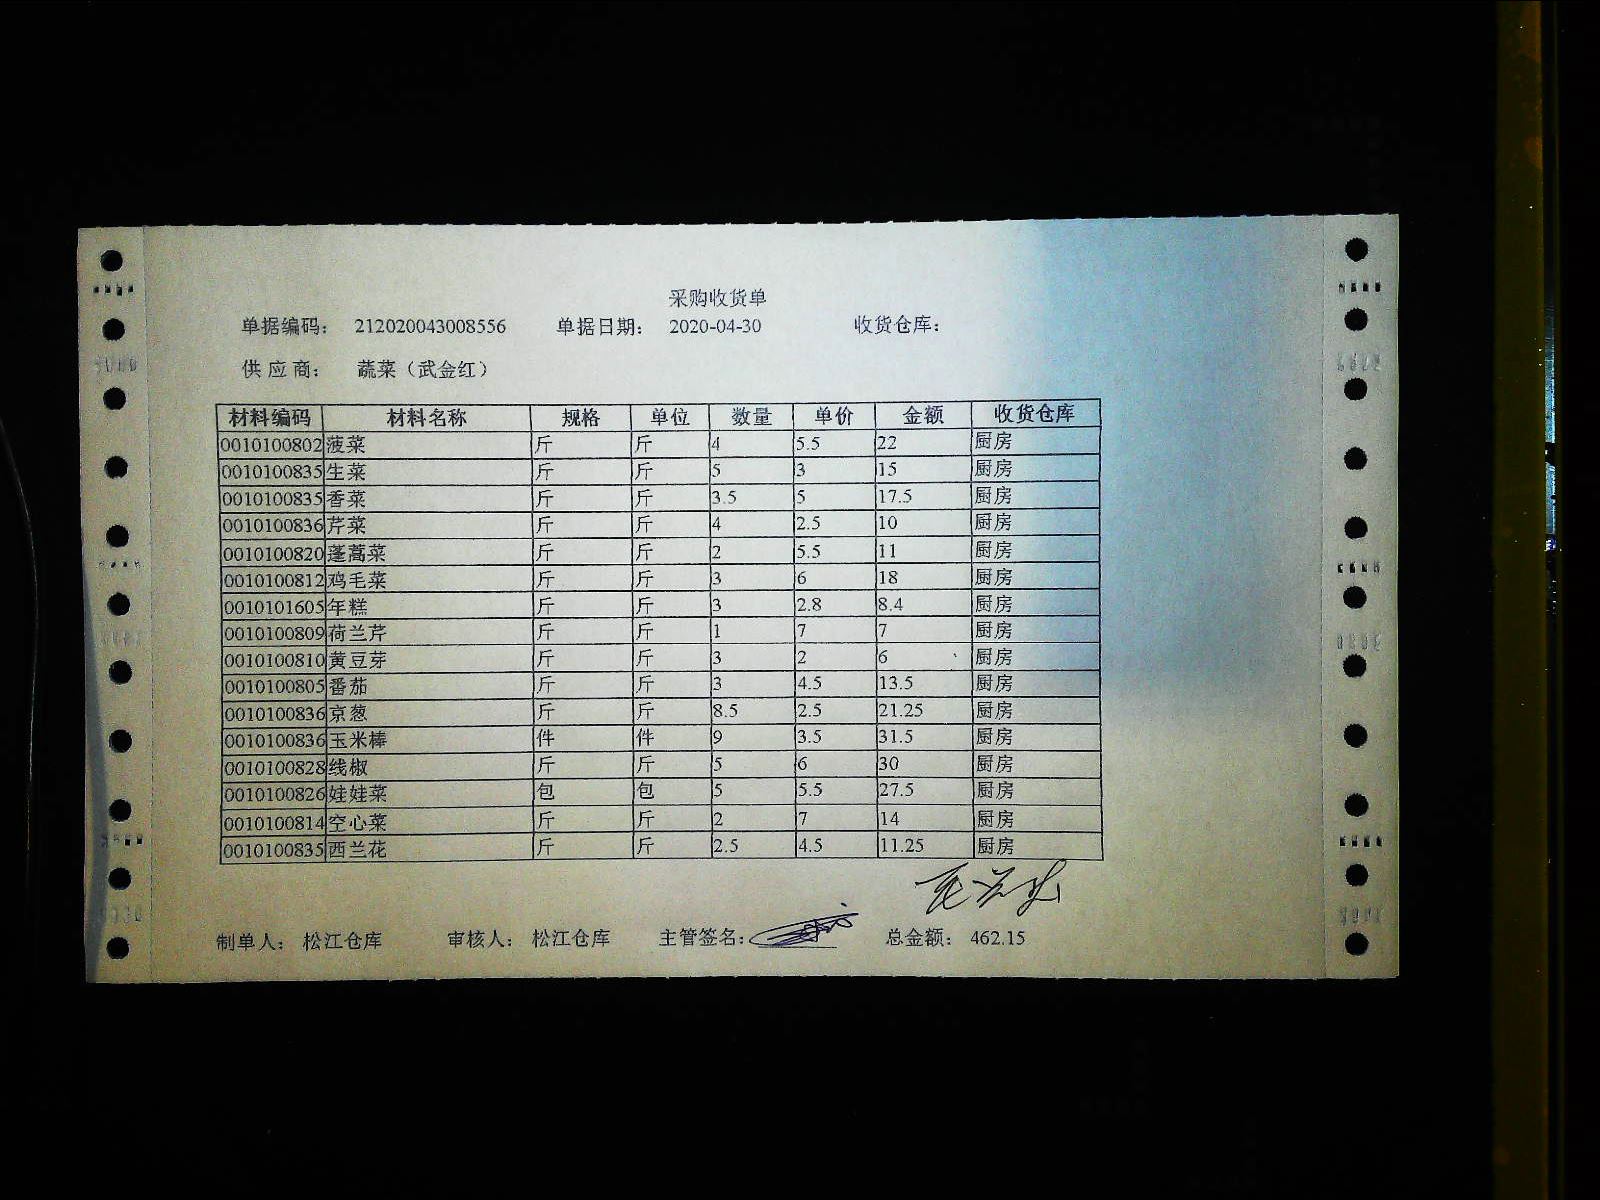 采购收货单
单据编码： 212020043008556 单据日期： 2020-04-30 收货仓库：
供 应 商： 蔬菜（武金红）
材料编码 材料名称 规格 单位 数量 单价 金额 收货仓库
0010100802 菠菜 斤 斤 4 5.5 22 厨房
0010100835 生菜 斤 斤 5 3 15 厨房
0010100835 香菜 斤 斤 3.5 5 17.5 厨房
0010100836 芹菜 斤 斤 4 2.5 10 厨房
0010100820 蓬蒿菜 斤 斤 2 5.5 11 厨房
0010100812 鸡毛菜 斤 斤 3 6 18 厨房
0010101605 年糕 斤 斤 3 2.8 8.4 厨房
0010100809 荷兰芹 斤 斤 1 7 7 厨房
0010100810 黄豆芽 斤 斤 3 2 6 厨房
0010100805 番茄 斤 斤 3 4.5 13.5 厨房
0010100836 京葱 斤 斤 8.5 2.5 21.25 厨房
0010100836 玉米棒 件 件 9 3.5 31.5 厨房
0010100828 线椒 斤 斤 5 6 30 厨房
0010100826 娃娃菜 包 包 5 5.5 27.5 厨房
0010100814 空心菜 斤 斤 2 7 14 厨房
0010100835 西兰花 斤 斤 2.5 4.5 11.25 厨房
制单人： 松江仓库 审核人： 松江仓库 主管签名： 总金额： 462.15